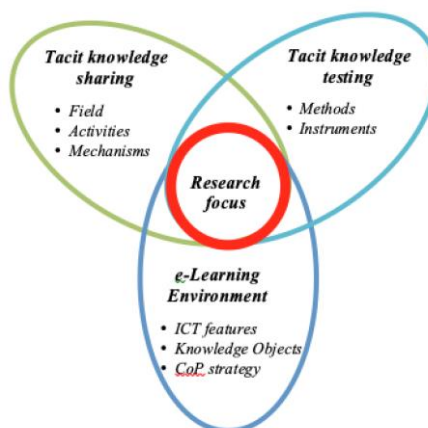 Tacit knowledge
sharing
• Field
• Activities
• Mechanisms
Tacit knowledge
testing
• Methods
• Instruments
Research
focus
e-Learning
Environment
• ICT features
• Knowledge Objects
• CoP strategy